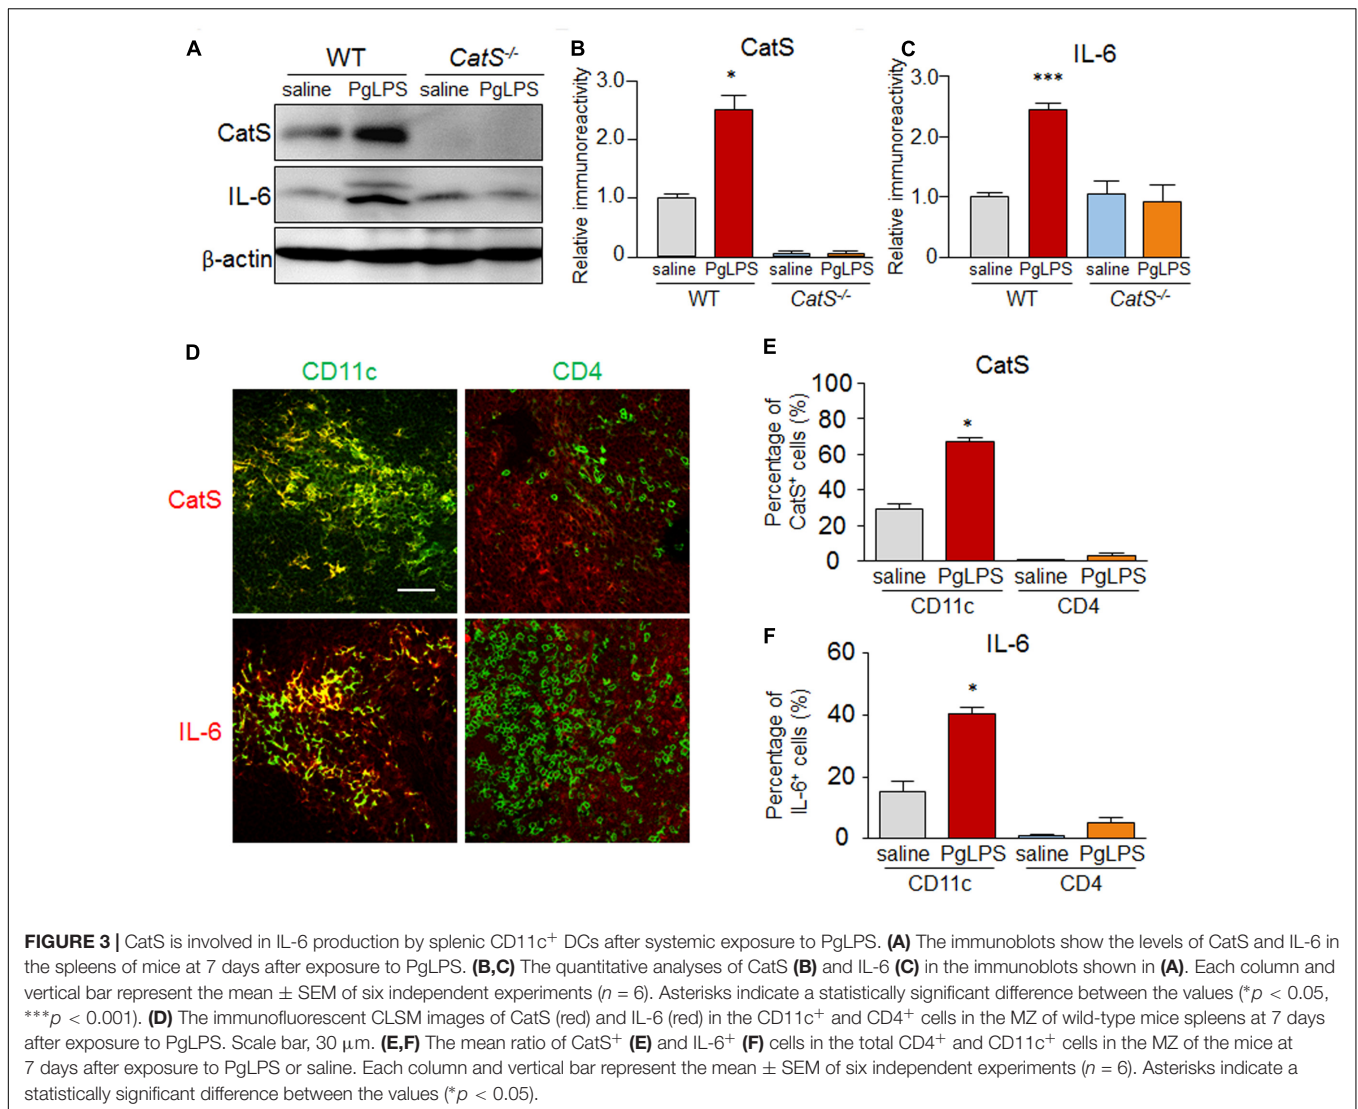 A
WT CatS-/-
saline PgLPS saline PgLPS
CatS
IL-6
β-actin
B
CatS
Relative immunoreactivity
3.0
2.0
1.0
0
*
saline PgLPS saline PgLPS
WT CatS-/-
C
IL-6
Relative immunoreactivity
3.0
2.0
1.0
0
***
saline PgLPS saline PgLPS
WT CatS-/-
D
CD11c CD4
CatS
IL-6
E
CatS
Percentage of
CatS+ cells (%)
100
80
60
40
20
0
*
saline PgLPS saline PgLPS
CD11c CD4
F
IL-6
Percentage of
IL-6+ cells (%)
60
40
20
0
*
saline PgLPS saline PgLPS
CD11c CD4
FIGURE 3 | CatS is involved in IL-6 production by splenic CD11c+ DCs after systemic exposure to PgLPS. (A) The immunoblots show the levels of CatS and IL-6 in
the spleens of mice at 7 days after exposure to PgLPS. (B,C) The quantitative analyses of CatS (B) and IL-6 (C) in the immunoblots shown in (A). Each column and
vertical bar represent the mean ± SEM of six independent experiments (n = 6). Asterisks indicate a statistically significant difference between the values (*p < 0.05,
***p < 0.001). (D) The immunofluorescent CLSM images of CatS (red) and IL-6 (red) in the CD11c+ and CD4+ cells in the MZ of wild-type mice spleens at 7 days
after exposure to PgLPS. Scale bar, 30 μm. (E,F) The mean ratio of CatS+ (E) and IL-6+ (F) cells in the total CD4+ and CD11c+ cells in the MZ of the mice at
7 days after exposure to PgLPS or saline. Each column and vertical bar represent the mean ± SEM of six independent experiments (n = 6). Asterisks indicate a
statistically significant difference between the values (*p < 0.05).